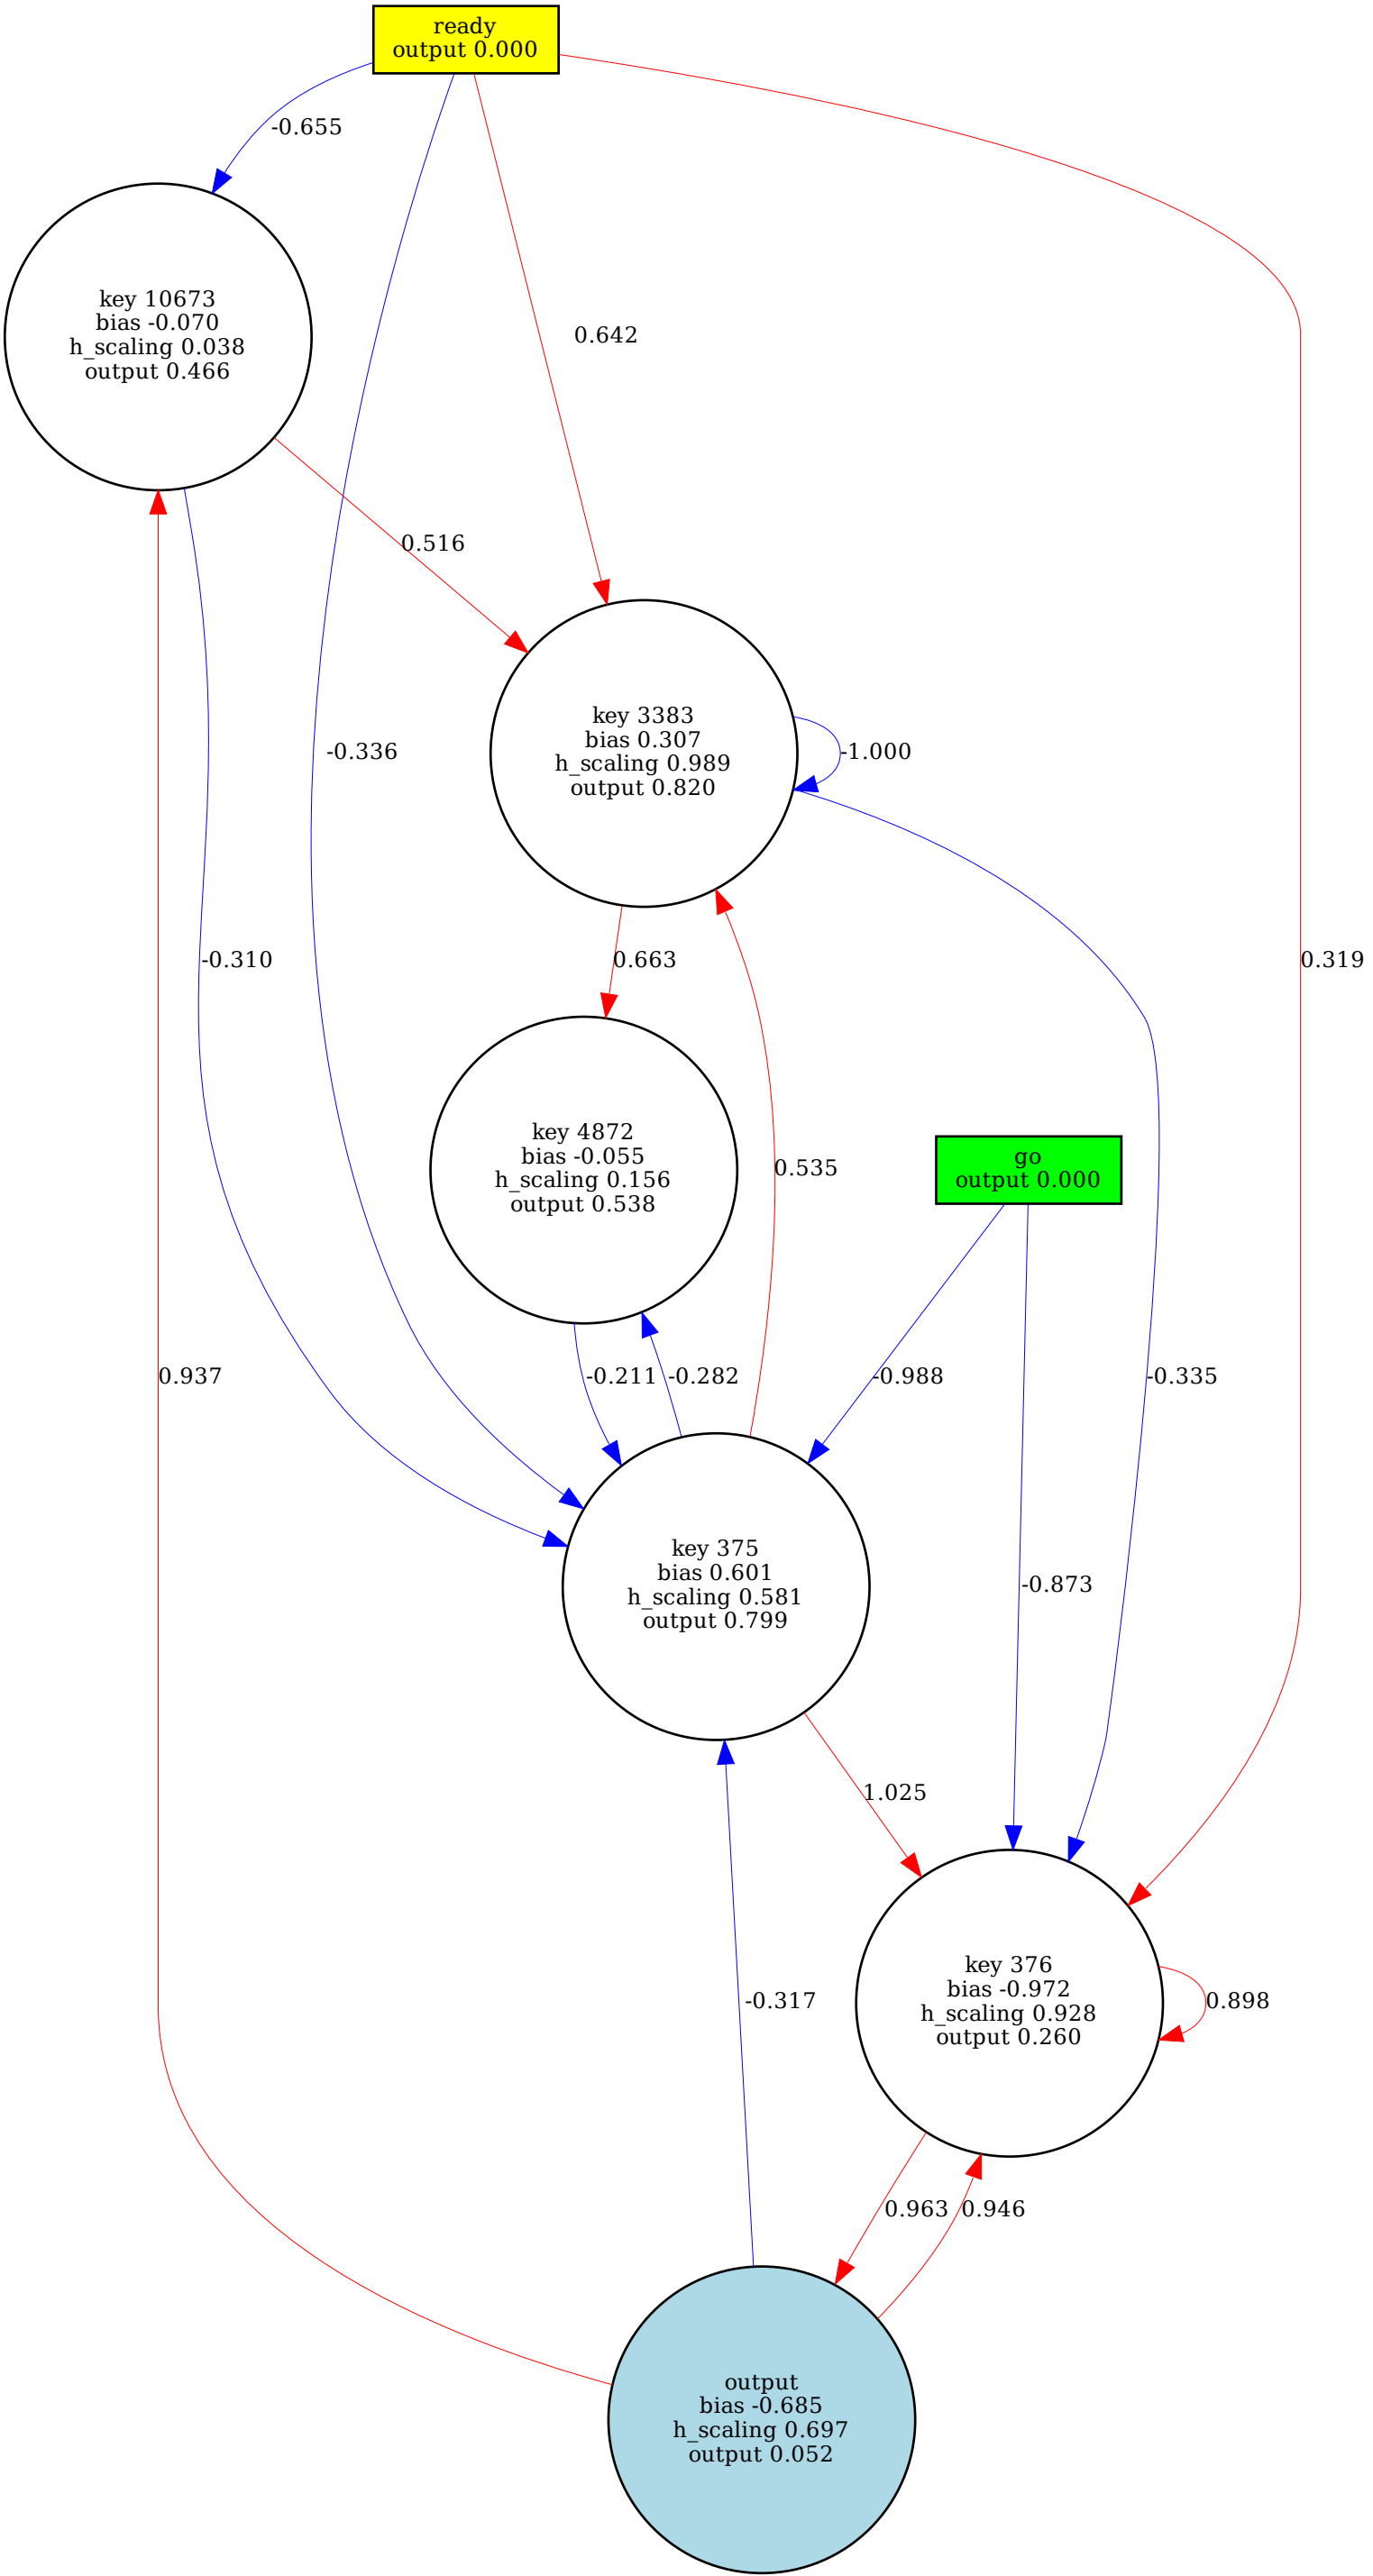 ready
output 0.000
-0.655
key 10673
bias -0.070
h_scaling 0.038
output 0.466
0.642
0.516
key 3383
bias 0.307
h_scaling 0.989
output 0.820
-1.000
-0.336
-0.310
0.663
0.319
key 4872
bias -0.055
h_scaling 0.156
output 0.538
go
output 0.000
0.535
0.937
-0.211
-0.282
-0.988
-0.335
key 375
bias 0.601
h_scaling 0.581
output 0.799
-0.873
1.025
key 376
bias -0.972
h_scaling 0.928
output 0.260
-0.317
0.898
0.963
0.946
output
bias -0.685
h_scaling 0.697
output 0.052